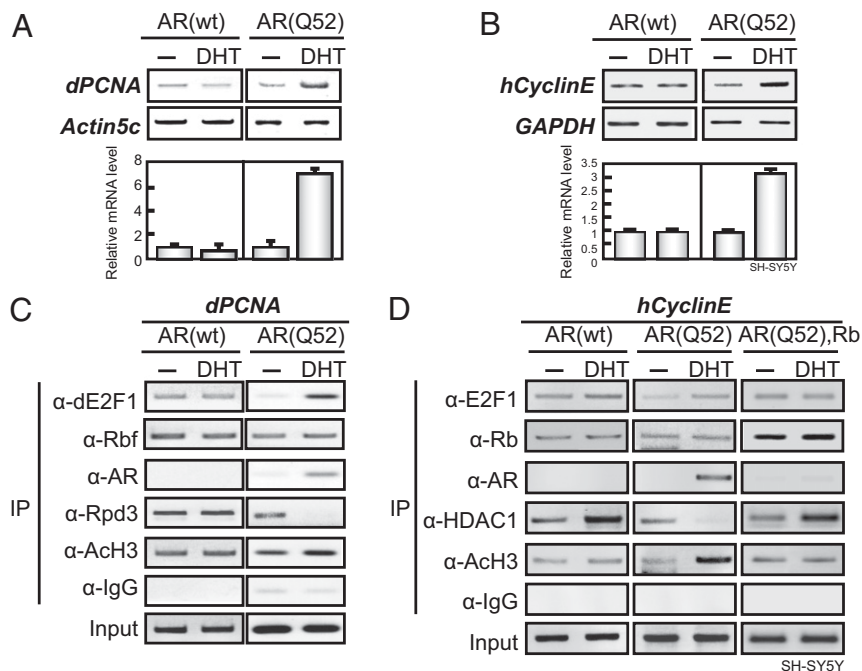 A
AR(wt) AR(Q52)
– DHT – DHT
dPCNA
Actin5c
Relative mRNA level
8
6
4
2
0
B
AR(wt) AR(Q52)
– DHT – DHT
hCyclinE
GAPDH
Relative mRNA level
3.5
3
2.5
2
1.5
1
0.5
0
SH-SY5Y
C
dPCNA
AR(wt) AR(Q52)
– DHT – DHT
IP
α-dE2F1
α-Rbf
α-AR
α-Rpd3
α-AcH3
α-IgG
Input
D
hCyclinE
AR(wt) AR(Q52) AR(Q52),Rb
– DHT – DHT – DHT
IP
α-E2F1
α-Rb
α-AR
α-HDAC1
α-AcH3
α-IgG
Input
SH-SY5Y